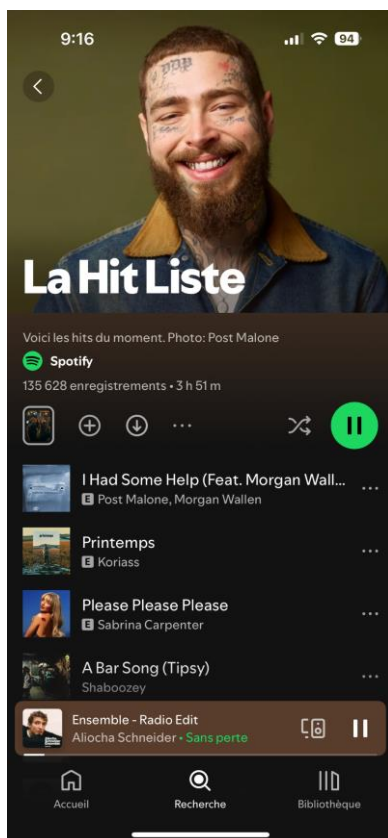 9:16
94
La Hit Liste
Voici les hits du moment. Photo: Post Malone
Spotify
135 628 enregistrements • 3 h 51 m
I Had Some Help (Feat. Morgan Wall...
E Post Malone, Morgan Wallen
Printemps
E Koriass
Please Please Please
E Sabrina Carpenter
A Bar Song (Tipsy)
Shaboozey
Ensemble - Radio Edit
Aliocha Schneider • Sans perte
Accueil
Recherche
Bibliothèque